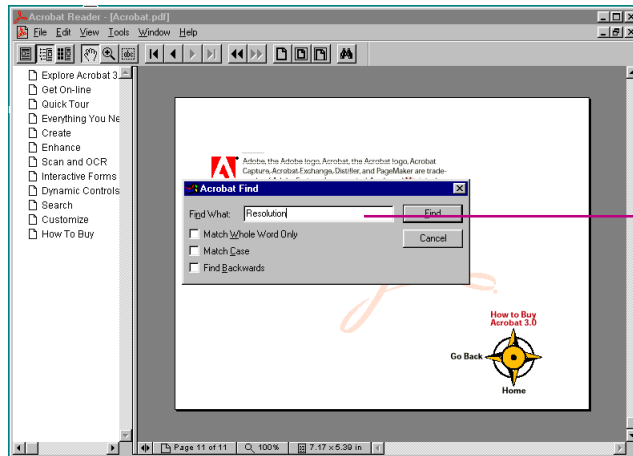 Acrobat Reader - [Acrobat.pdf]
File Edit View Tools Window Help
abc
Explore Acrobat 3
Get On-line
Quick Tour
Everything You Ne
Create
Enhance
Scan and OCR
Interactive Forms
Dynamic Controls
Search
Customize
How To Buy
Adobe, the Adobe logo, Acrobat, the Acrobat logo, Acrobat
Capture, Acrobat Exchange, Distiller, and PageMaker are trade-
Acrobat Find
Find What: Resolution
Find
Match Whole Word Only
Cancel
Match Case
Find Backwards
How to Buy
Acrobat 3.0
Go Back
Home
Page 11 of 11 100% 7.17 x 5.39 in